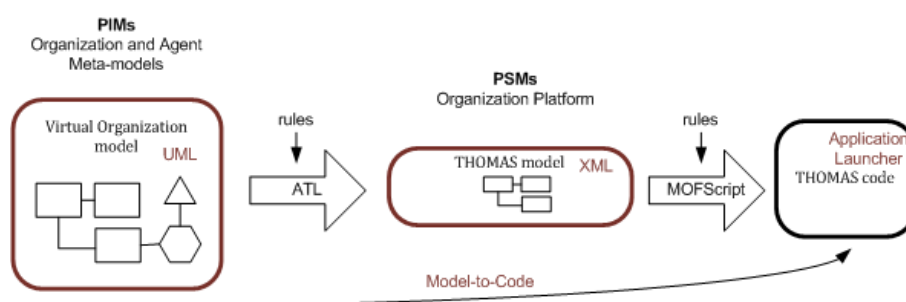 PIMs
Organization and Agent
Meta-models
Virtual Organization
model
UML
rules
ATL
PSMs
Organization Platform
THOMAS model
XML
rules
MOFScript
Application
Launcher
THOMAS code
Model-to-Code